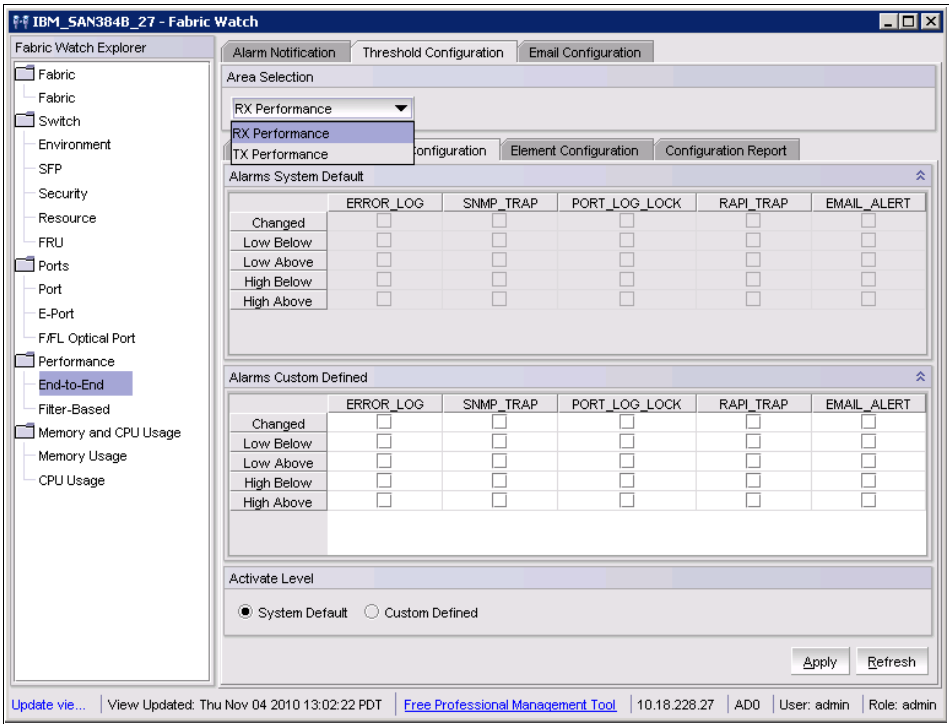 IBM_SAN384B_27 - Fabric Watch
Fabric Watch Explorer
Fabric
Fabric
Switch
Environment
SFP
Security
Resource
FRU
Ports
Port
E-Port
F/FL Optical Port
Performance
End-to-End
Filter-Based
Memory and CPU Usage
Memory Usage
CPU Usage
Alarm Notification Threshold Configuration Email Configuration
Area Selection
RX Performance
RX Performance
TX Performance
Configuration Element Configuration Configuration Report
Alarms System Default
ERROR_LOG SNMP_TRAP PORT_LOG_LOCK RAPI_TRAP EMAIL_ALERT
Changed
Low Below
Low Above
High Below
High Above
Alarms Custom Defined
ERROR_LOG SNMP_TRAP PORT_LOG_LOCK RAPI_TRAP EMAIL_ALERT
Changed
Low Below
Low Above
High Below
High Above
Activate Level
System Default Custom Defined
Apply Refresh
Update vie... View Updated: Thu Nov 04 2010 13:02:22 PDT Free Professional Management Tool 10.18.228.27 AD0 User: admin Role: admin